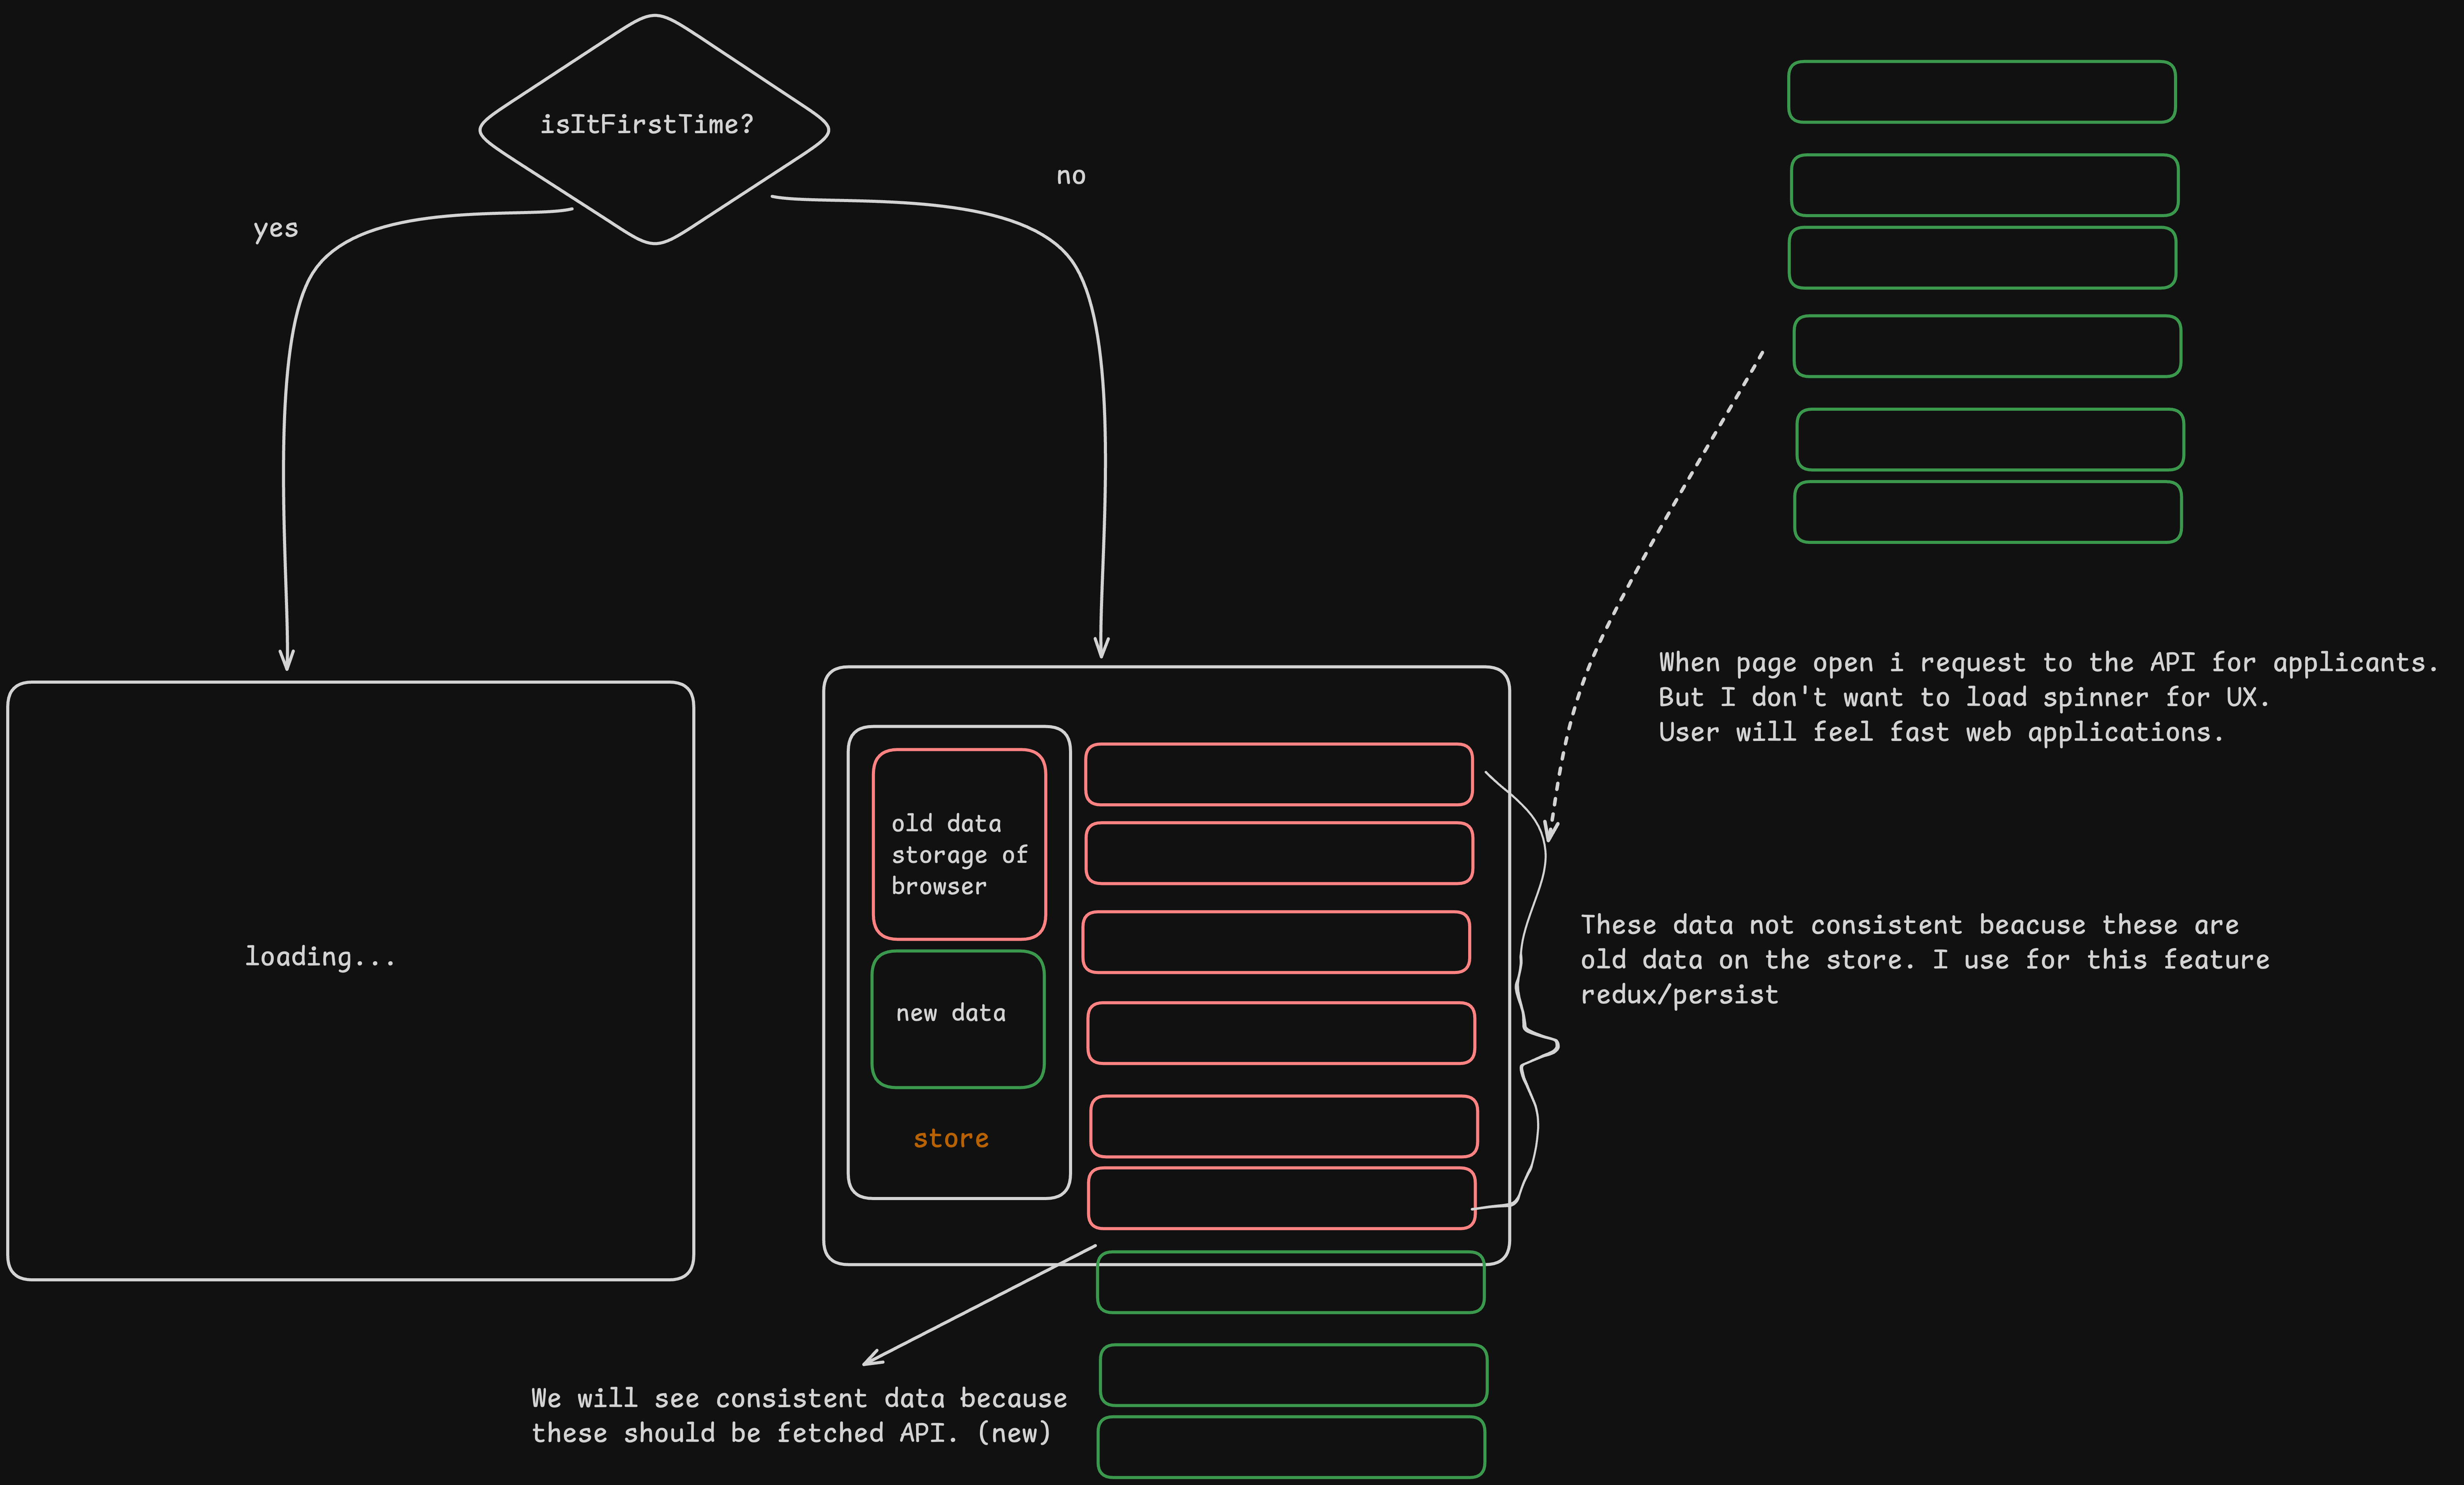 isItFirstTime?
no
yes
When page open i request to the API for applicants.
But I don't want to load spinner for UX.
User will feel fast web applications.
old data
storage of
browser
These data not consistent beacuse these are
old data on the store. I use for this feature
redux/persist
loading...
new data
store
We will see consistent data because
these should be fetched API. (new)